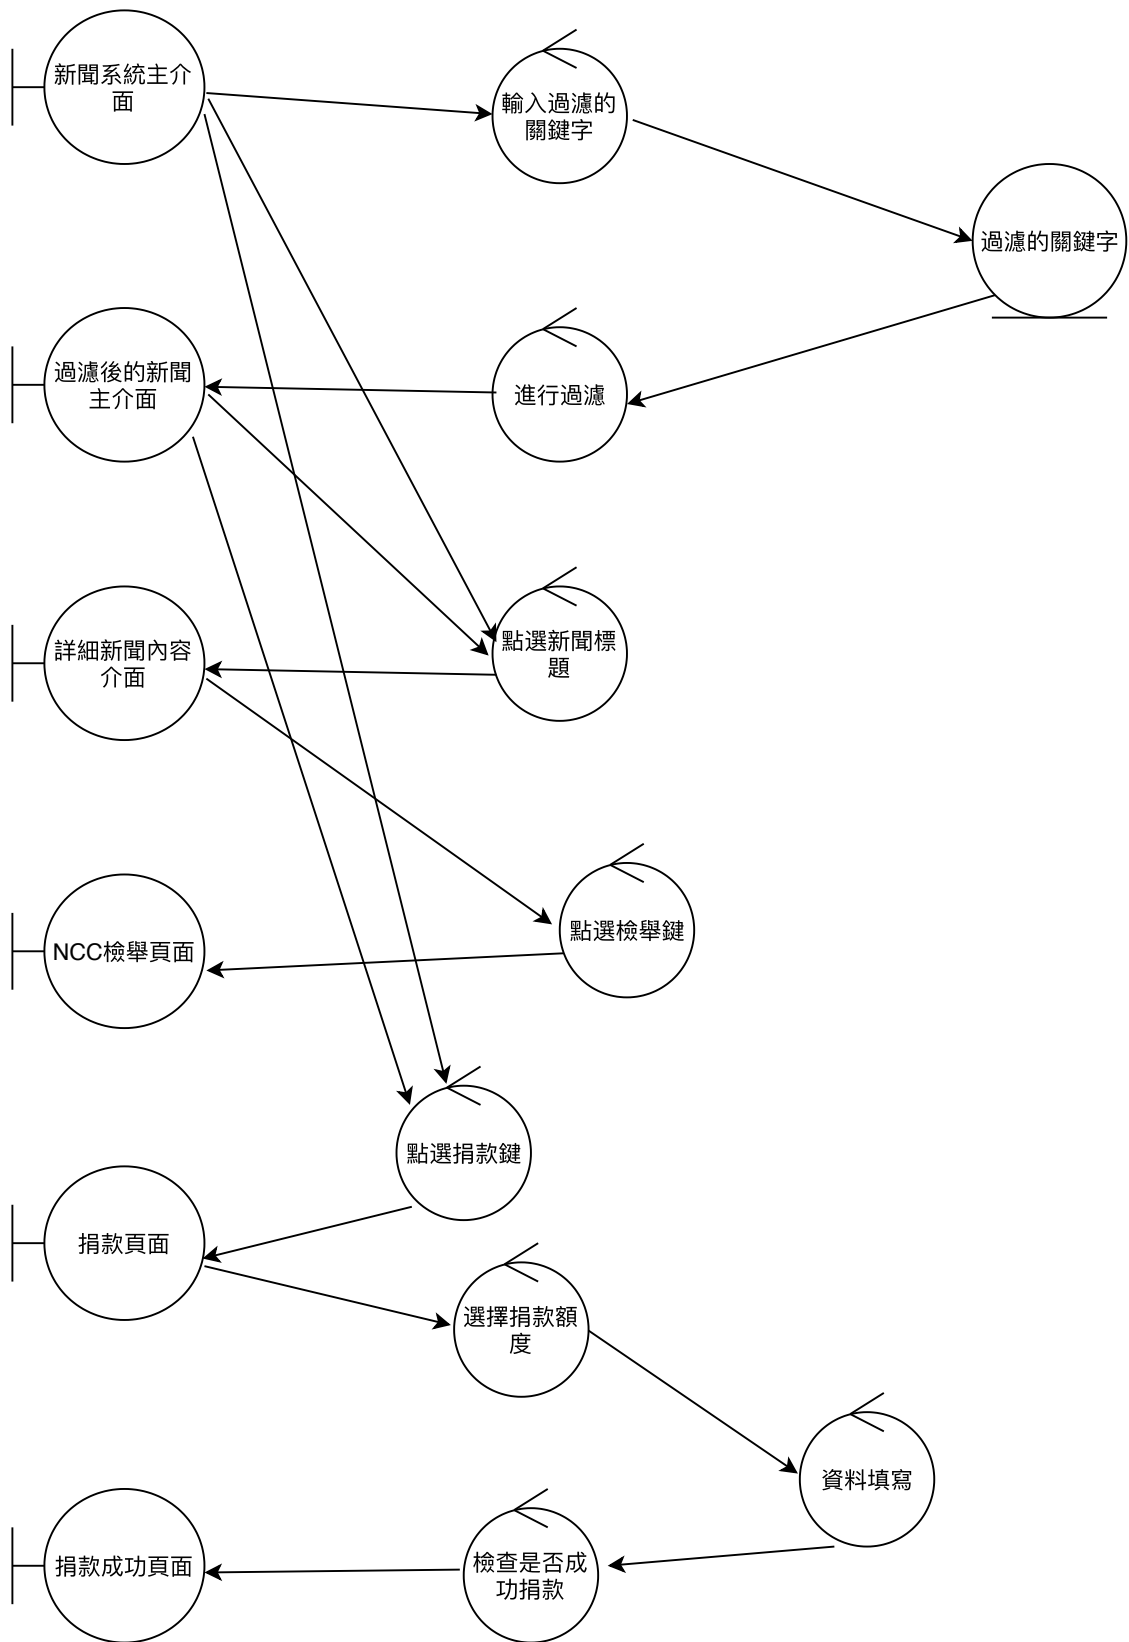 新聞系統主介
面
輸入過濾的
關鍵字
過濾的關鍵字
過濾後的新聞
主介面
進行過濾
詳細新聞內容
介面
點選新聞標
題
NCC檢舉頁面
點選檢舉鍵
點選捐款鍵
捐款頁面
選擇捐款額
度
資料填寫
捐款成功頁面
檢查是否成
功捐款